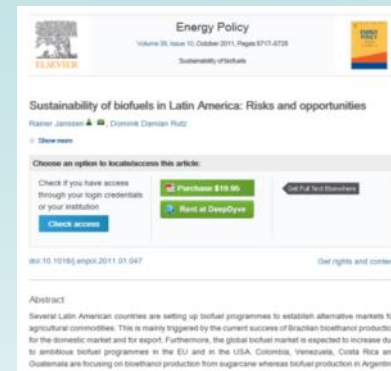 ELSEVIER
Energy Policy
Volume 39, Issue 10, October 2011, Pages 5717–5725
Sustainability of biofuels
ENERGY POLICY
Sustainability of biofuels in Latin America: Risks and opportunities
Rainer Janssen, Dominik Damian Rutz
Show more
Choose an option to locate/access this article:
Check if you have access
through your login credentials
or your institution
Check access
Purchase $19.95
Rent at DeepDyve
Get Full Text Elsewhere
doi:10.1016/j.enpol.2011.01.047
Get rights and conten
Abstract
Several Latin American countries are setting up biofuel programmes to establish alternative markets fo
agricultural commodities. This is mainly triggered by the current success of Brazilian bioethanol productio
for the domestic market and for export. Furthermore, the global biofuel market is expected to increase du
to ambitious biofuel programmes in the EU and in the USA. Colombia, Venezuela, Costa Rica an
Guatemala are focusing on bioethanol production from sugarcane whereas biofuel production in Argentin